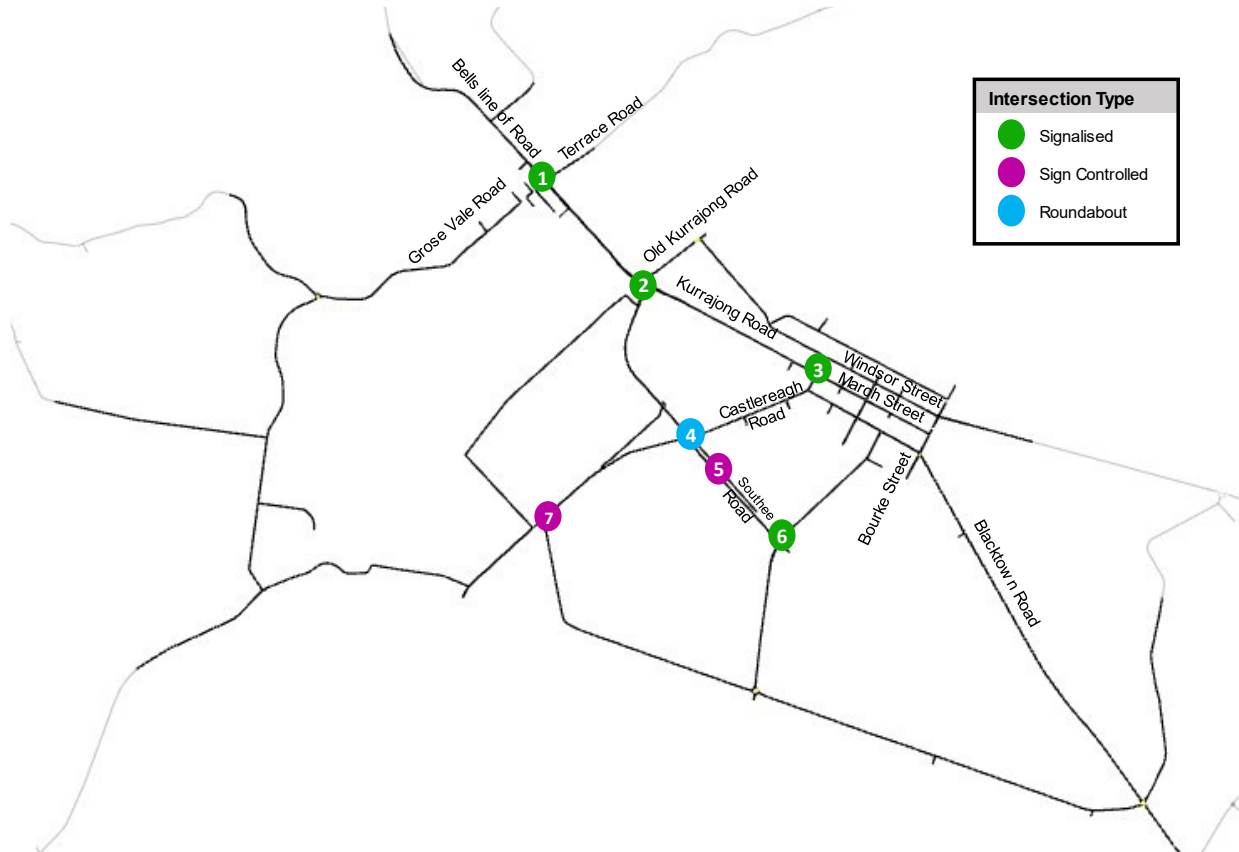 Intersection Type
Signalised
Sign Controlled
Roundabout
Bells line of Road
Terrace Road
1
Grose Vale Road
Old Kurrajong Road
2
Kurrajong Road
3
Windsor Street
March Street
Castlereagh
Road
4
5
Southee
Road
6
Bourke Street
7
Blacktow n Road